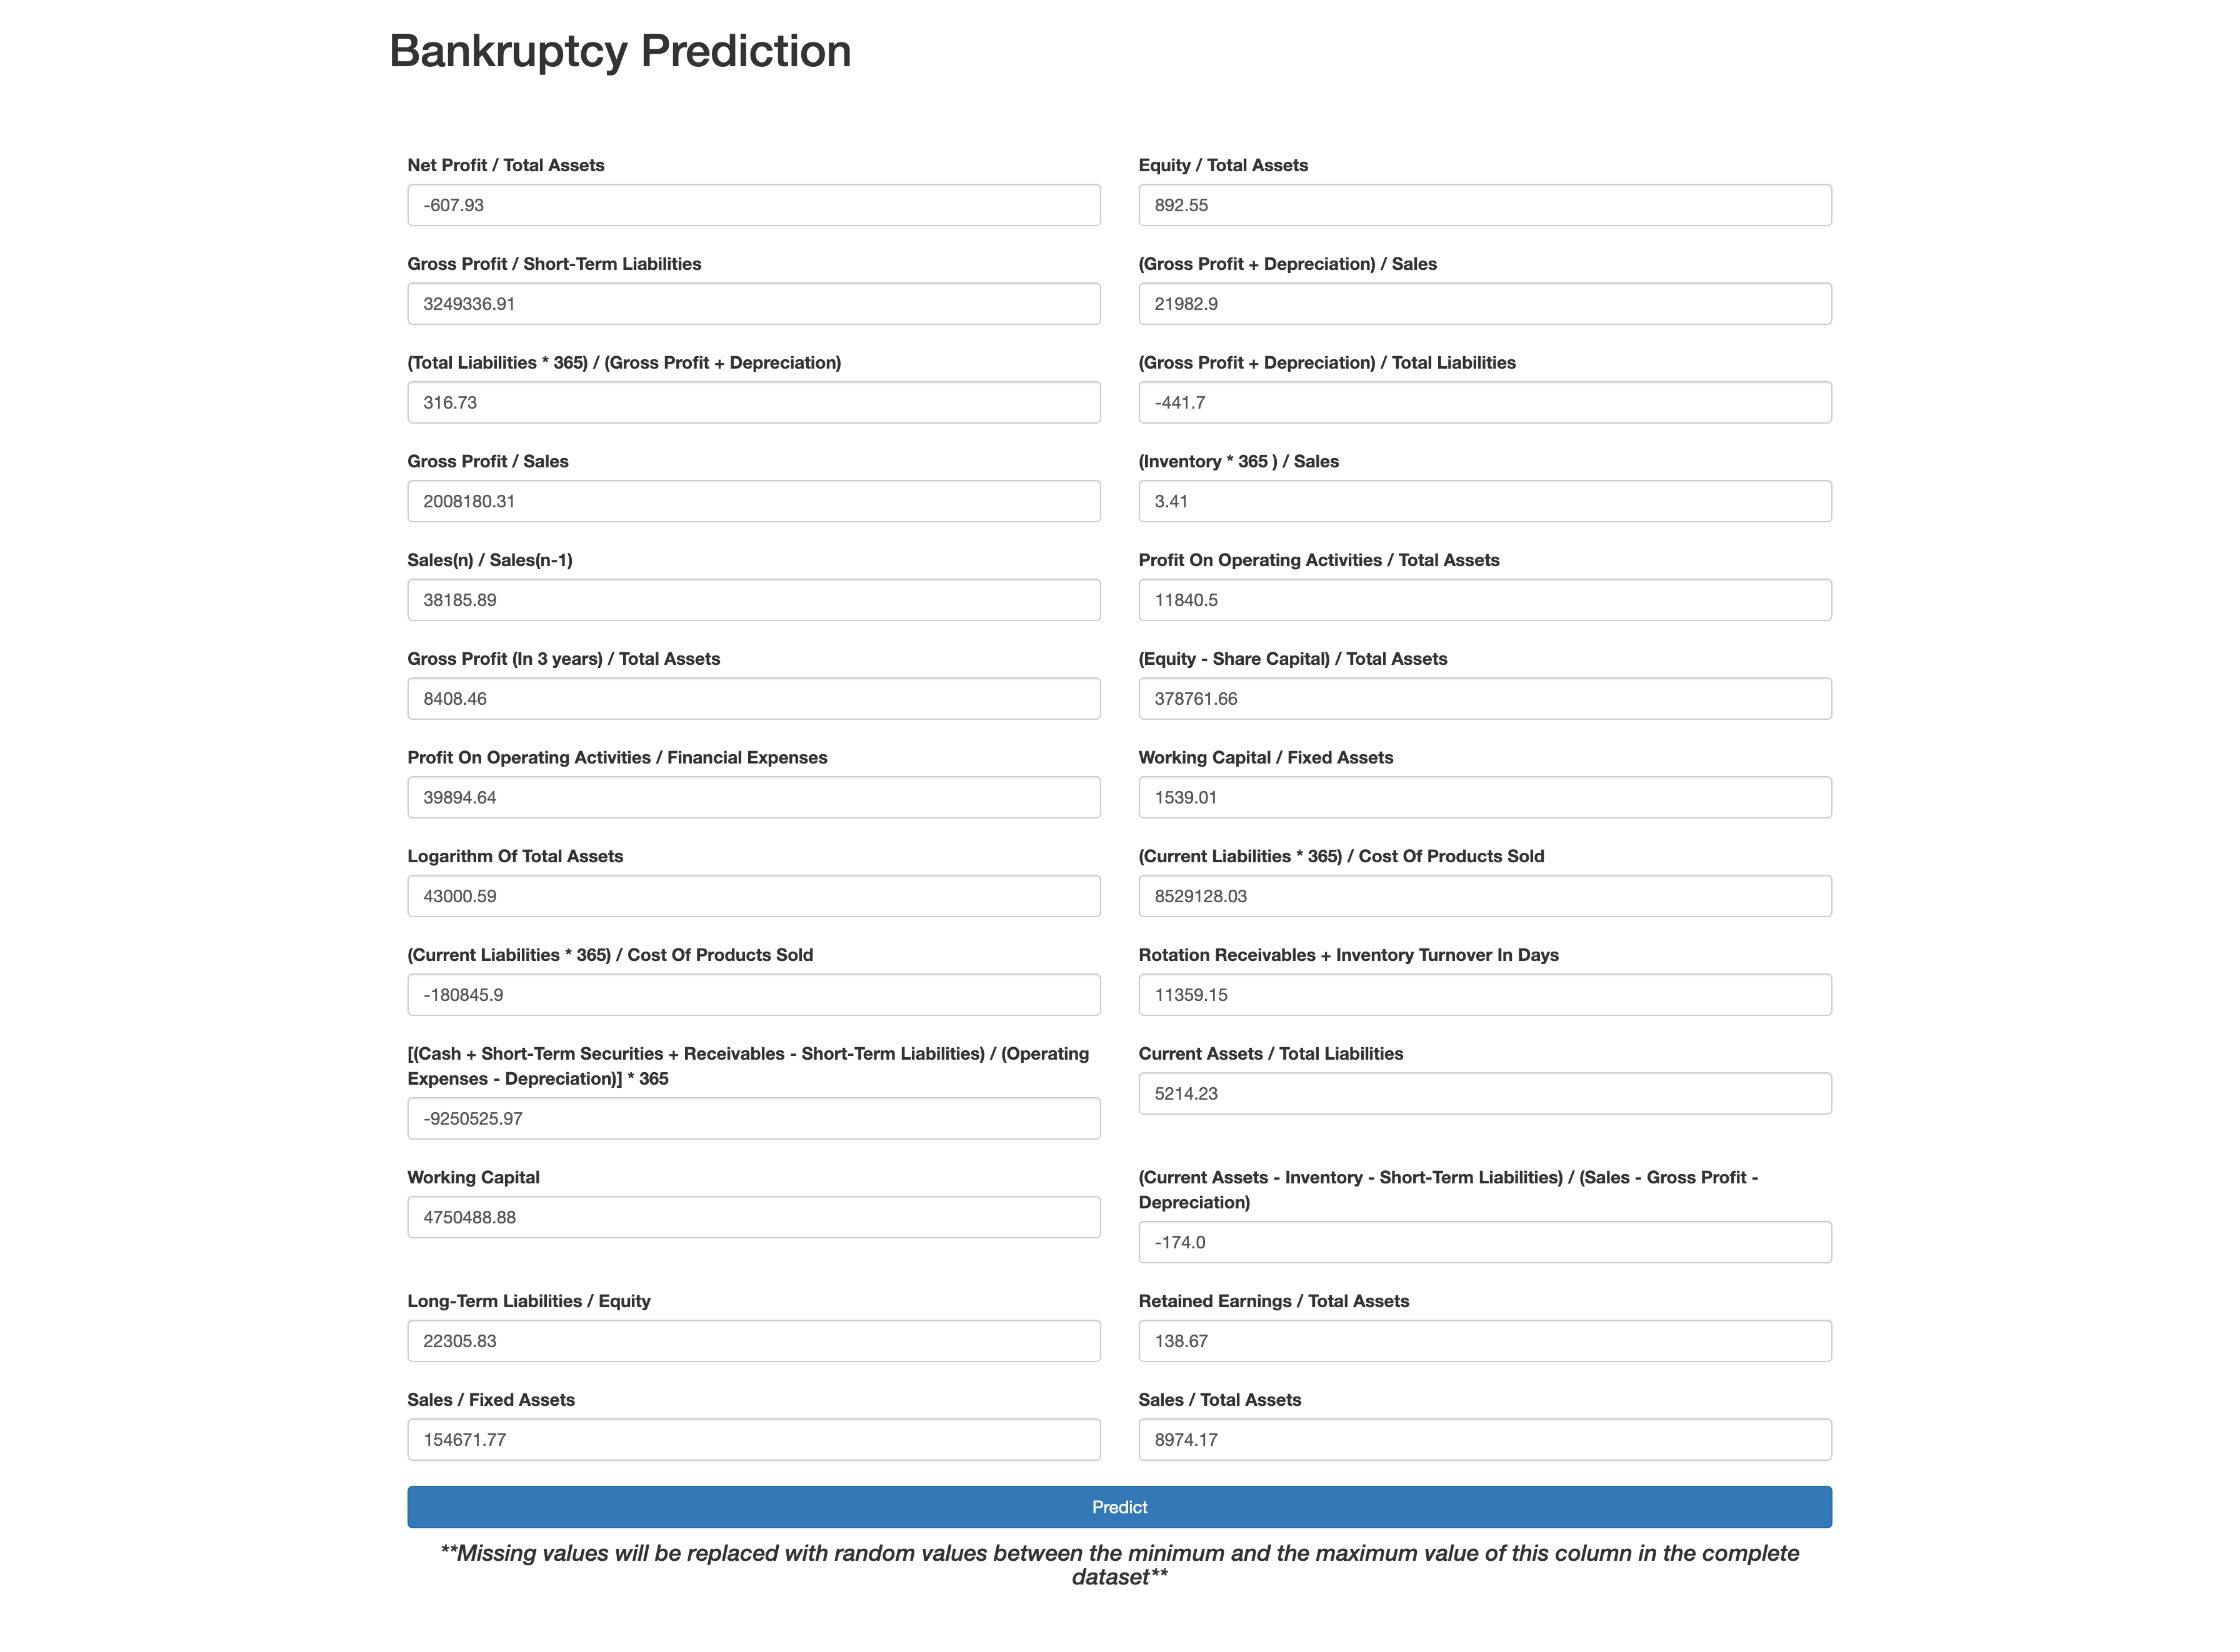 Bankruptcy Prediction
Net Profit / Total Assets
-607.93
Equity / Total Assets
892.55
Gross Profit / Short-Term Liabilities
3249336.91
(Gross Profit + Depreciation) / Sales
21982.9
(Total Liabilities * 365) / (Gross Profit + Depreciation)
316.73
(Gross Profit + Depreciation) / Total Liabilities
-441.7
Gross Profit / Sales
2008180.31
(Inventory * 365 ) / Sales
3.41
Sales(n) / Sales(n-1)
38185.89
Profit On Operating Activities / Total Assets
11840.5
Gross Profit (In 3 years) / Total Assets
8408.46
(Equity - Share Capital) / Total Assets
378761.66
Profit On Operating Activities / Financial Expenses
39894.64
Working Capital / Fixed Assets
1539.01
Logarithm Of Total Assets
43000.59
(Current Liabilities * 365) / Cost Of Products Sold
8529128.03
(Current Liabilities * 365) / Cost Of Products Sold
-180845.9
Rotation Receivables + Inventory Turnover In Days
11359.15
[(Cash + Short-Term Securities + Receivables - Short-Term Liabilities) / (Operating
Expenses - Depreciation)] * 365
-9250525.97
Current Assets / Total Liabilities
5214.23
Working Capital
4750488.88
(Current Assets - Inventory - Short-Term Liabilities) / (Sales - Gross Profit -
Depreciation)
-174.0
Long-Term Liabilities / Equity
22305.83
Retained Earnings / Total Assets
138.67
Sales / Fixed Assets
154671.77
Sales / Total Assets
8974.17
Predict
**Missing values will be replaced with random values between the minimum and the maximum value of this column in the complete
dataset**